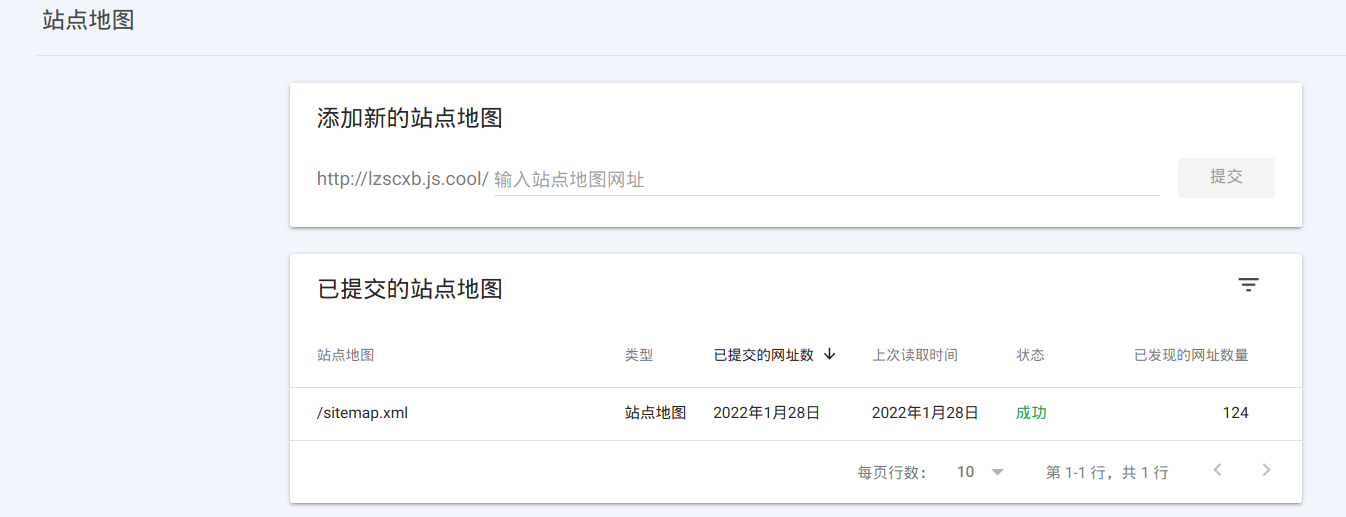 站点地图
添加新的站点地图
http://lzscxb.js.cool/ 输入站点地图网址 提交
已提交的站点地图
站点地图 类型 已提交的网址数 上次读取时间 状态 已发现的网址数量
/sitemap.xml 站点地图 2022年1月28日 2022年1月28日 成功 124
每页行数： 10 第 1-1 行，共 1 行